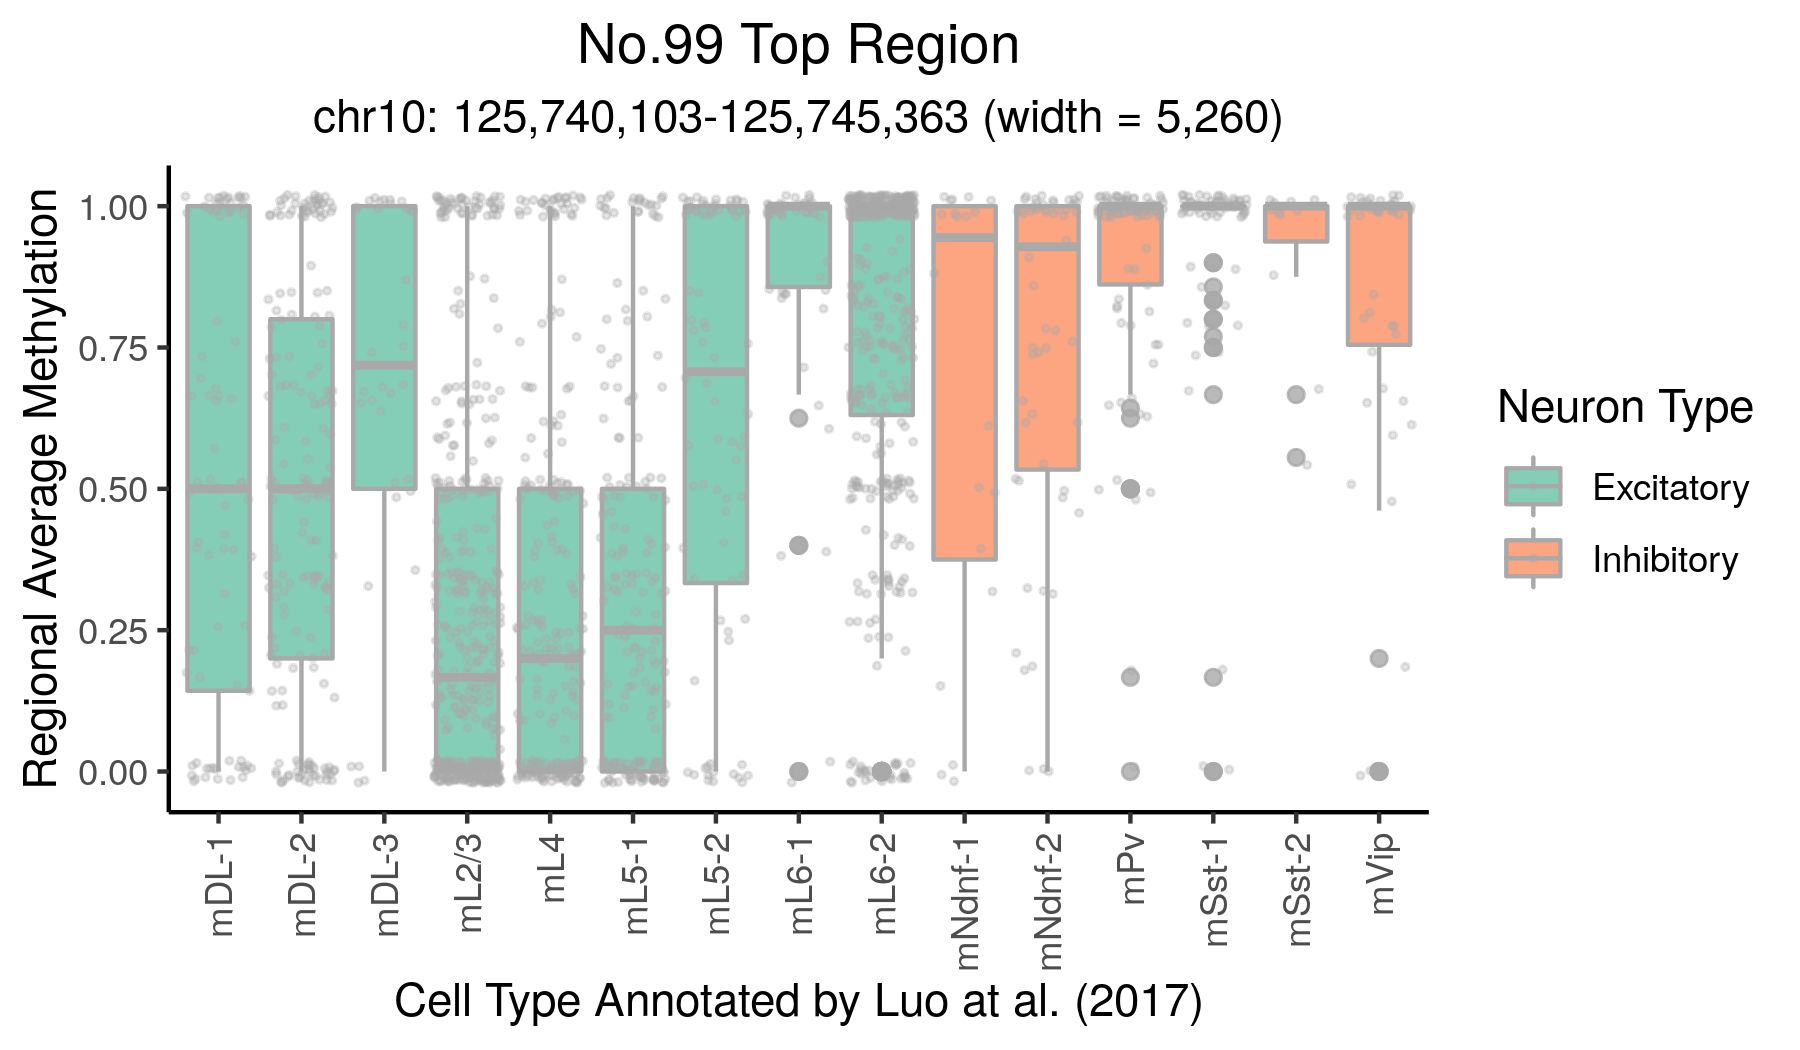 No.99 Top Region
chr10: 125,740,103-125,745,363 (width = 5,260)
Regional Average Methylation
1.00
0.75
0.50
0.25
0.00
mDL-1
mDL-2
mDL-3
mL2/3
mL4
mL5-1
mL5-2
mL6-1
mL6-2
mNdnf-1
mNdnf-2
mPv
mSst-1
mSst-2
mVip
Cell Type Annotated by Luo at al. (2017)
Neuron Type
Excitatory
Inhibitory